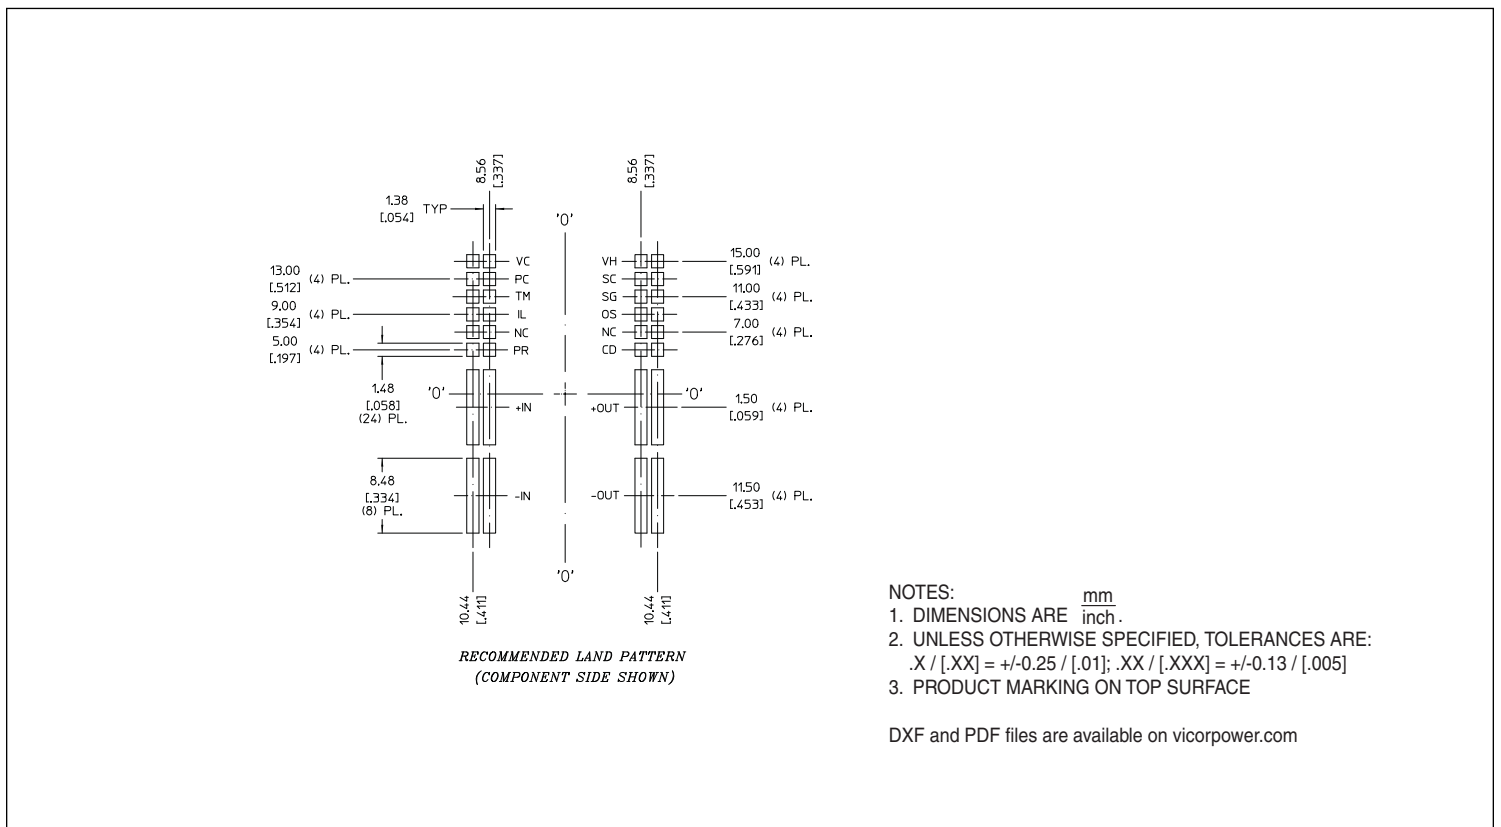 8.56
[.337]
8.56
[.337]
1.38
[.054]
TYP
'0'
VC
VH
15.00
[.591]
(4) PL.
13.00
[.512]
(4) PL.
PC
SC
TM
SG
11.00
[.433]
(4) PL.
9.00
[.354]
(4) PL.
IL
OS
NC
NC
7.00
[.276]
(4) PL.
5.00
[.197]
(4) PL.
PR
CD
1.48
[.058]
(24) PL.
'0'
'0'
+IN
+OUT
1.50
[.059]
(4) PL.
8.48
[.334]
(8) PL.
-IN
-OUT
11.50
[.453]
(4) PL.
'0'
10.44
[.411]
10.44
[.411]
RECOMMENDED LAND PATTERN
(COMPONENT SIDE SHOWN)
NOTES:
1. DIMENSIONS ARE mm/inch.
2. UNLESS OTHERWISE SPECIFIED, TOLERANCES ARE:
.X / [.XX] = +/-0.25 / [.01]; .XX / [.XXX] = +/-0.13 / [.005]
3. PRODUCT MARKING ON TOP SURFACE
DXF and PDF files are available on vicorpower.com